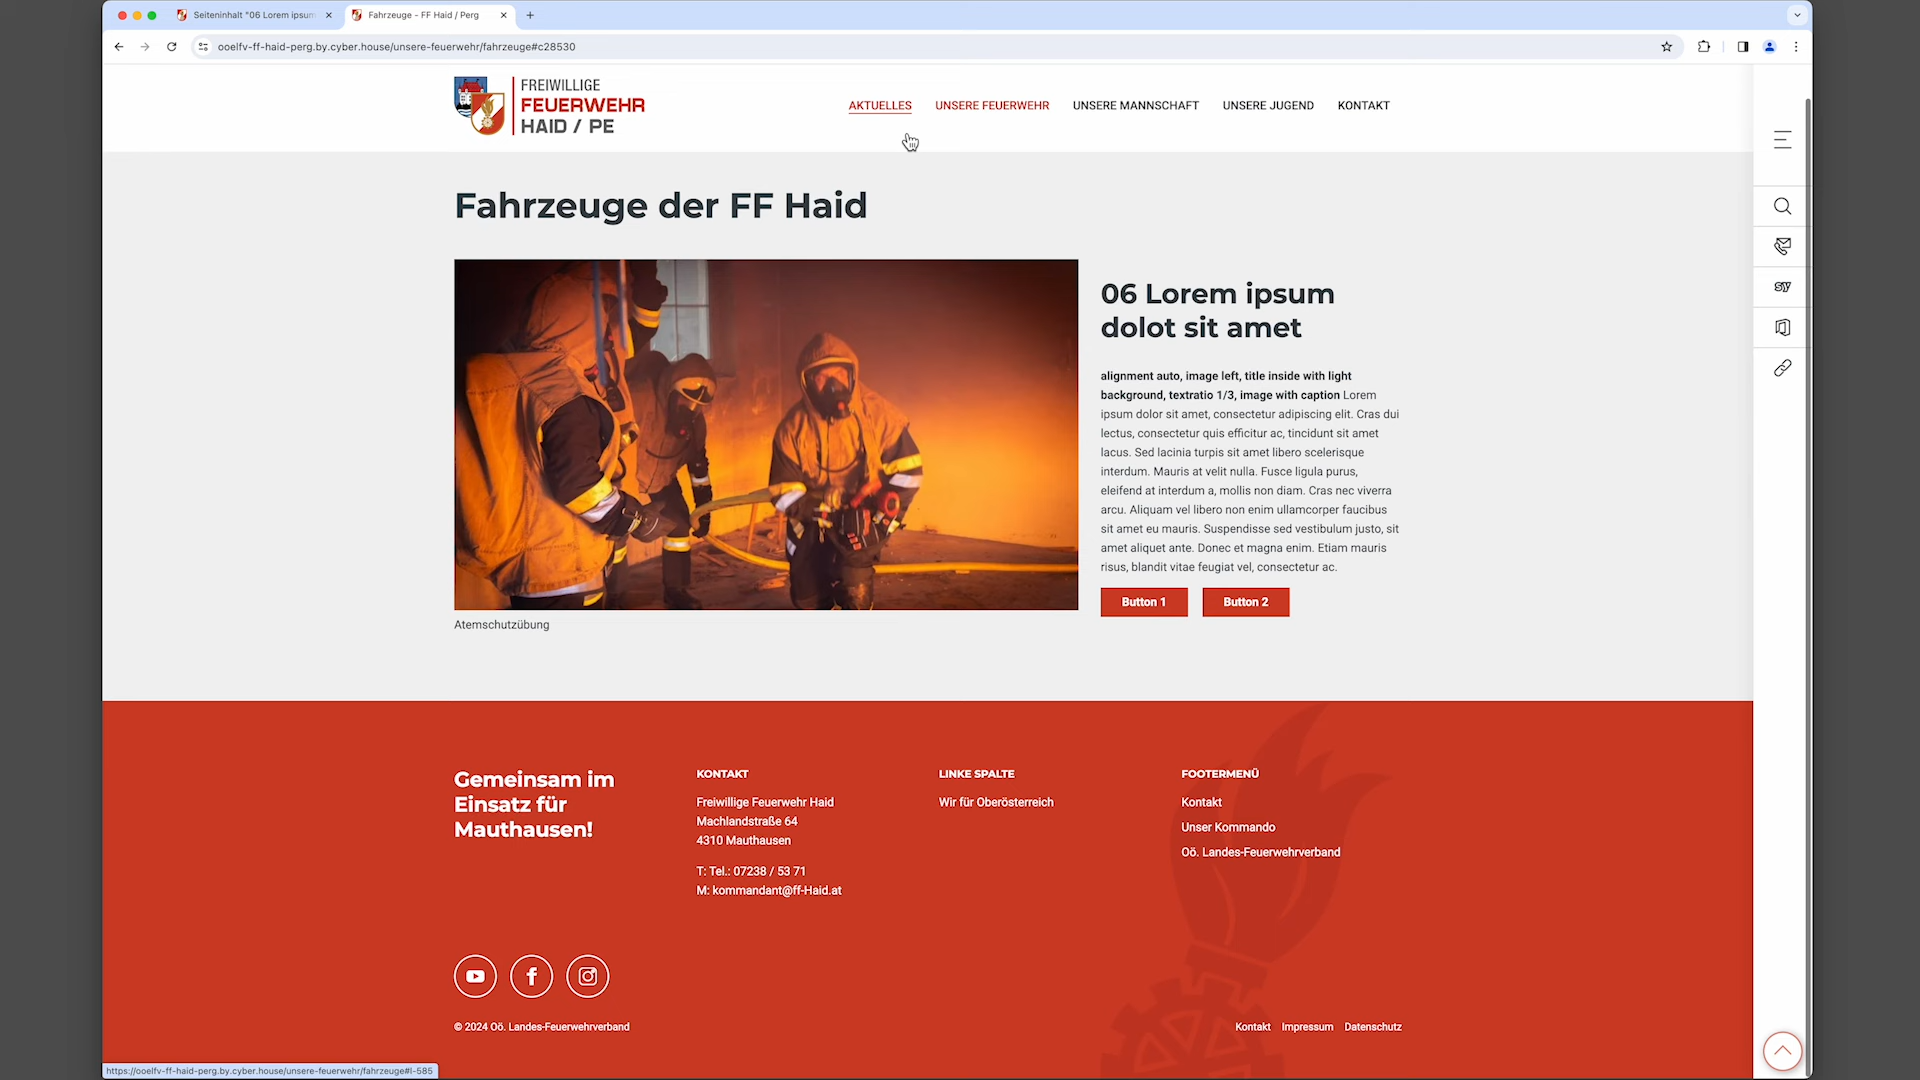 Seiteninhalt "06 Lorem ipsum
Fahrzeuge - FF Haid / Perg
ooelfv-ff-haid-perg.by.cyber.house/unsere-feuerwehr/fahrzeuge#c28530
FREIWILLIGE
FEUERWEHR
HAID / PE
AKTUELLES
UNSERE FEUERWEHR
UNSERE MANNSCHAFT
UNSERE JUGEND
KONTAKT
sy
Fahrzeuge der FF Haid
06 Lorem ipsum
dolot sit amet
alignment auto, image left, title inside with light
background, textratio 1/3, image with caption Lorem
ipsum dolor sit amet, consectetur adipiscing elit. Cras dui
lectus, consectetur quis efficitur ac, tincidunt sit amet
lacus. Sed lacinia turpis sit amet libero scelerisque
interdum. Mauris at velit nulla. Fusce ligula purus,
eleifend at interdum a, mollis non diam. Cras nec viverra
arcu. Aliquam vel libero non enim ullamcorper faucibus
sit amet eu mauris. Suspendisse sed vestibulum justo, sit
amet aliquet ante. Donec et magna enim. Etiam mauris
risus, blandit vitae feugiat vel, consectetur ac.
Button 1
Button 2
Atemschutzübung
Gemeinsam im
Einsatz für
Mauthausen!
KONTAKT
Freiwillige Feuerwehr Haid
Machlandstraße 64
4310 Mauthausen
T: Tel.: 07238 / 53 71
M: kommandant@ff-Haid.at
LINKE SPALTE
Wir für Oberösterreich
FOOTERMENÜ
Kontakt
Unser Kommando
Oö. Landes-Feuerwehrverband
© 2024 Oö. Landes-Feuerwehrverband
Kontakt
Impressum
Datenschutz
https://ooelfv-ff-haid-perg.by.cyber.house/unsere-feuerwehr/fahrzeuge#l-585